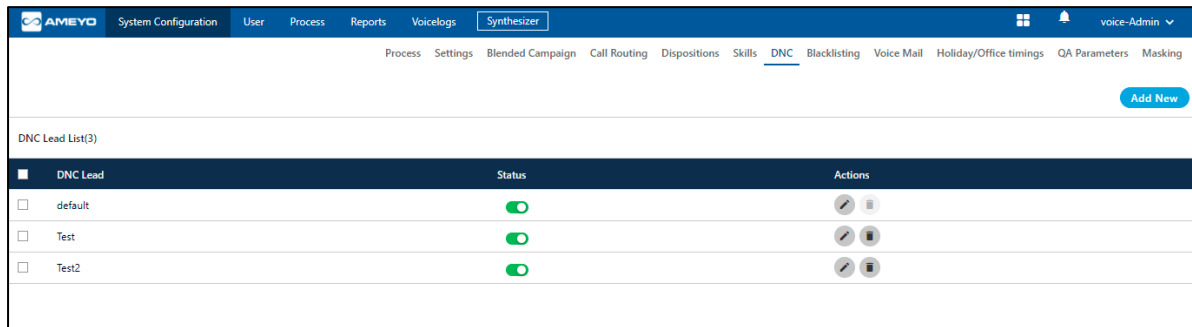 AMEYO System Configuration User Process Reports Voicelogs Synthesizer voice-Admin
Process Settings Blended Campaign Call Routing Dispositions Skills DNC Blacklisting Voice Mail Holiday/Office timings QA Parameters Masking
Add New
DNC Lead List(3)
DNC Lead Status Actions
default
Test
Test2